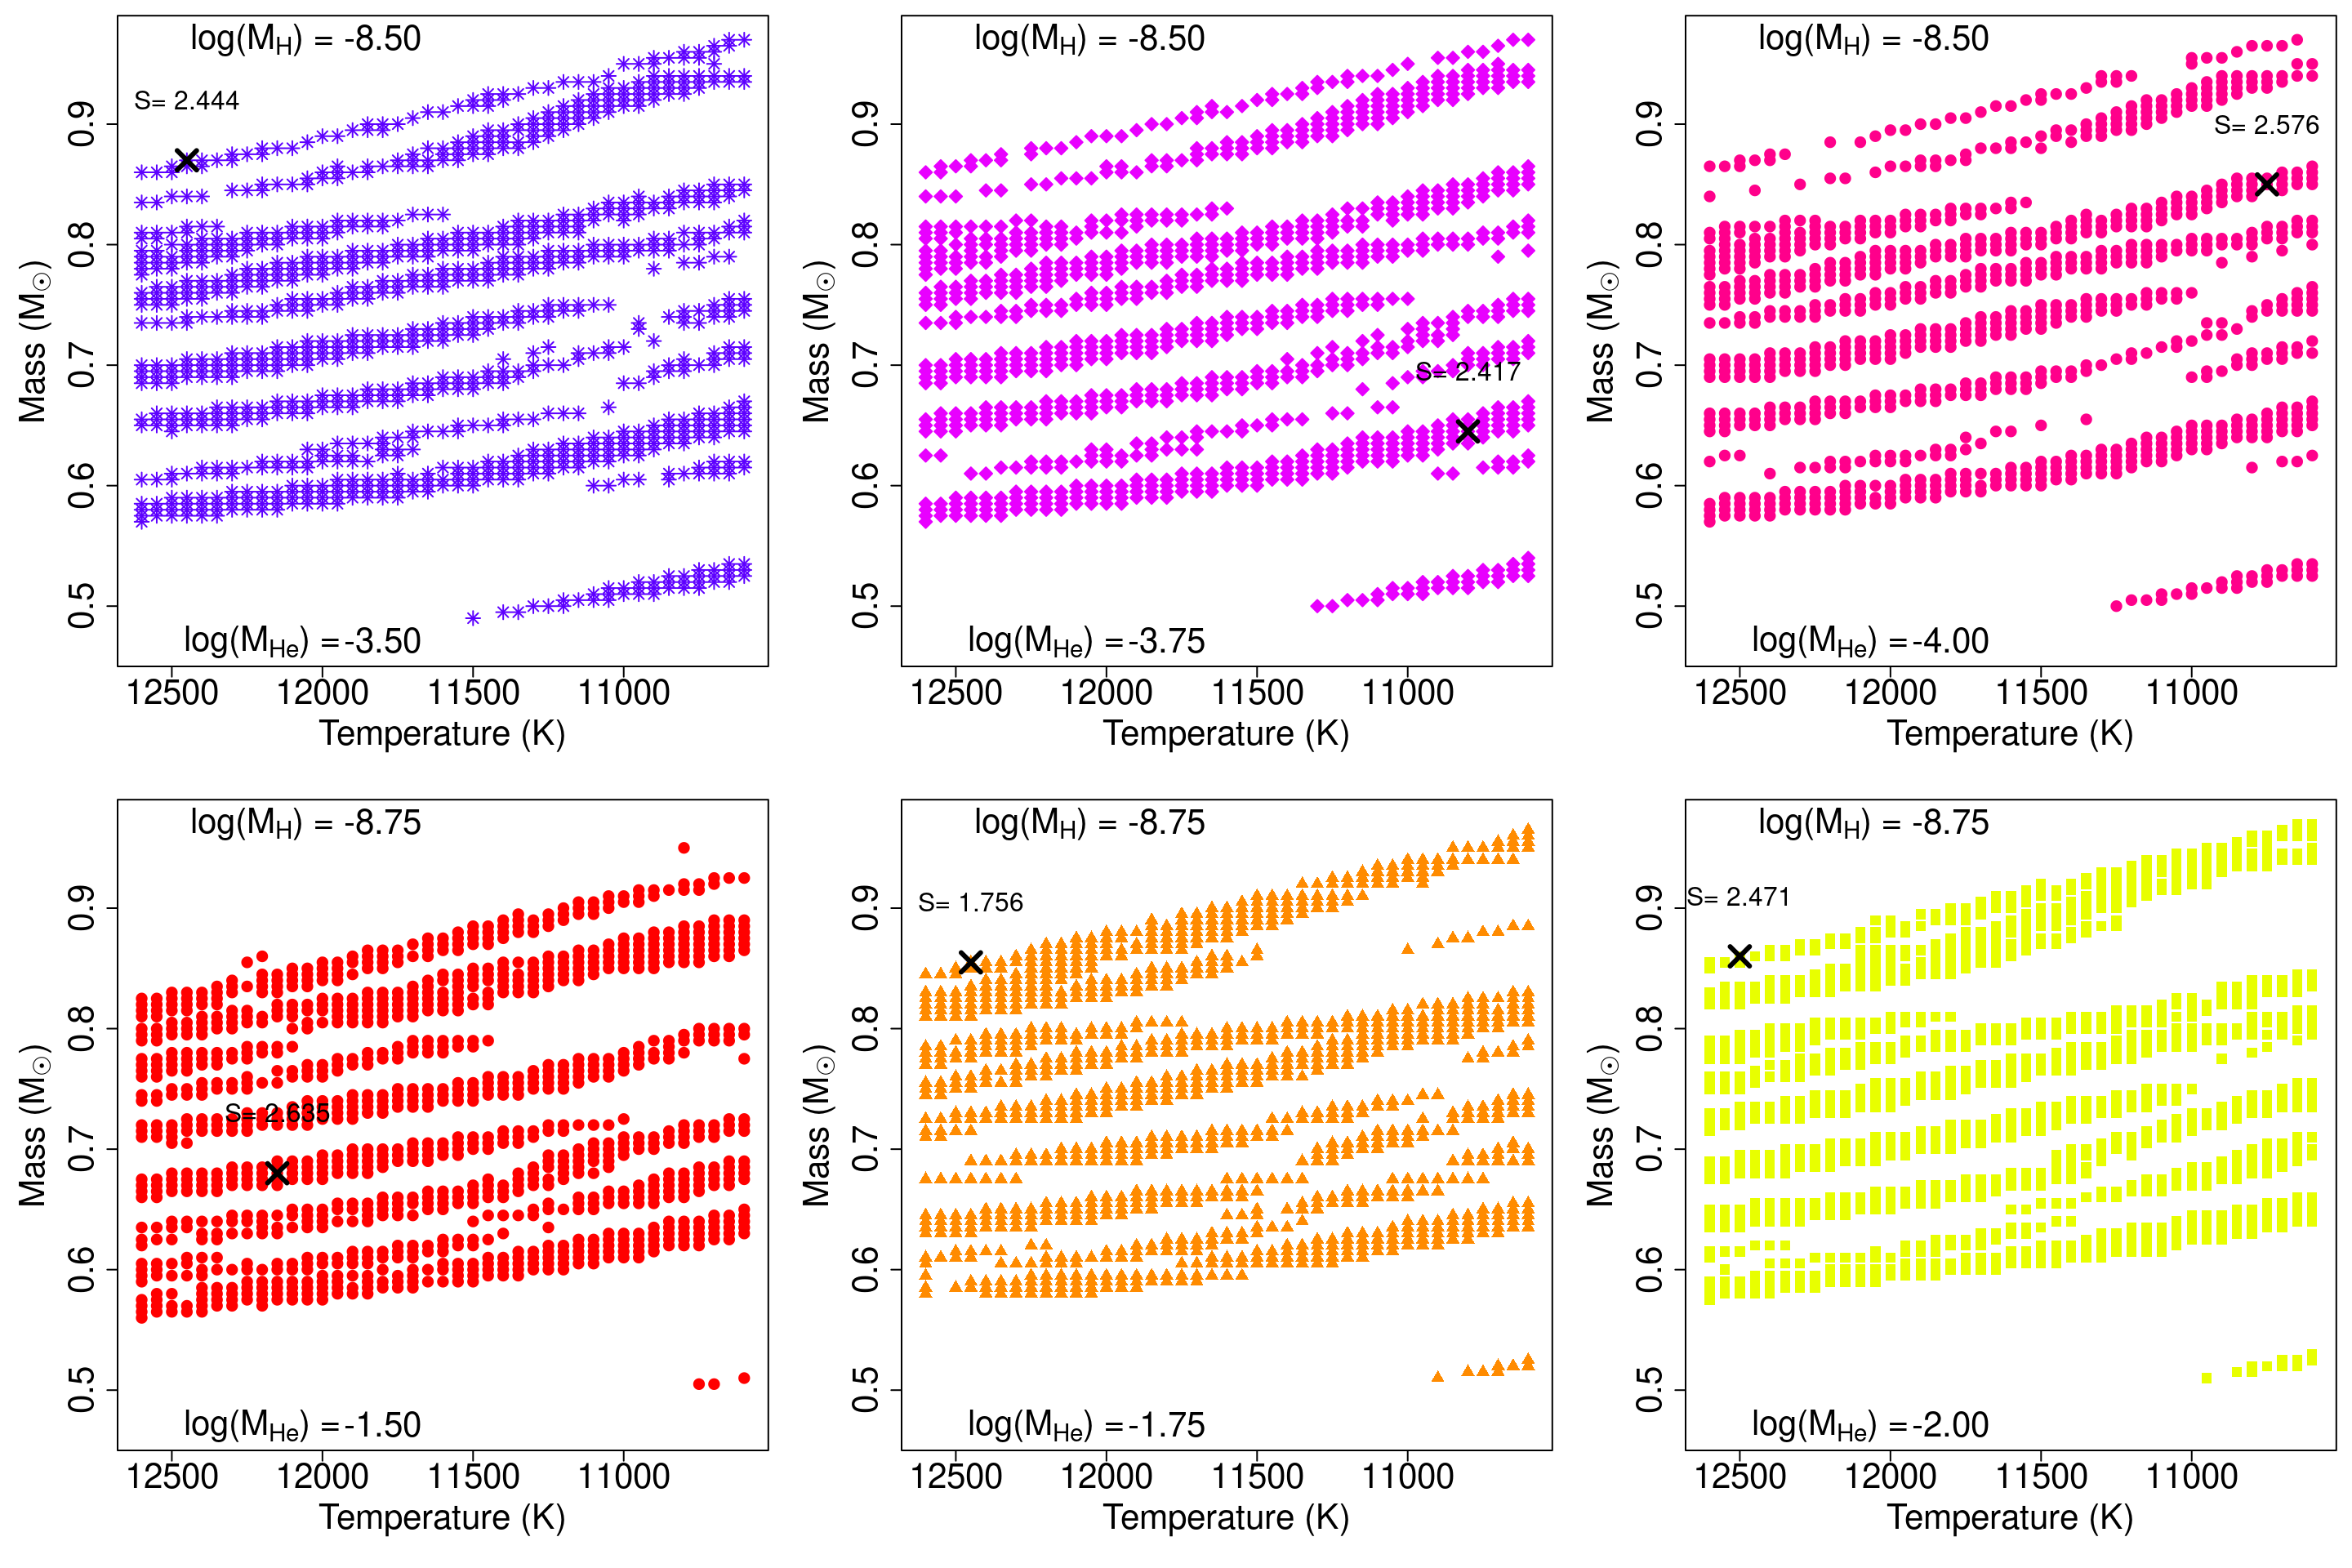 log(M_H) = -8.50
S= 2.444
Mass (M☉)
0.5 0.6 0.7 0.8 0.9
log(M_He) = -3.50
12500 12000 11500 11000
Temperature (K)
log(M_H) = -8.50
S= 2.417
Mass (M☉)
0.5 0.6 0.7 0.8 0.9
log(M_He) = -3.75
12500 12000 11500 11000
Temperature (K)
log(M_H) = -8.50
S= 2.576
Mass (M☉)
0.5 0.6 0.7 0.8 0.9
log(M_He) = -4.00
12500 12000 11500 11000
Temperature (K)
log(M_H) = -8.75
S= 2.635
Mass (M☉)
0.5 0.6 0.7 0.8 0.9
log(M_He) = -1.50
12500 12000 11500 11000
Temperature (K)
log(M_H) = -8.75
S= 1.756
Mass (M☉)
0.5 0.6 0.7 0.8 0.9
log(M_He) = -1.75
12500 12000 11500 11000
Temperature (K)
log(M_H) = -8.75
S= 2.471
Mass (M☉)
0.5 0.6 0.7 0.8 0.9
log(M_He) = -2.00
12500 12000 11500 11000
Temperature (K)